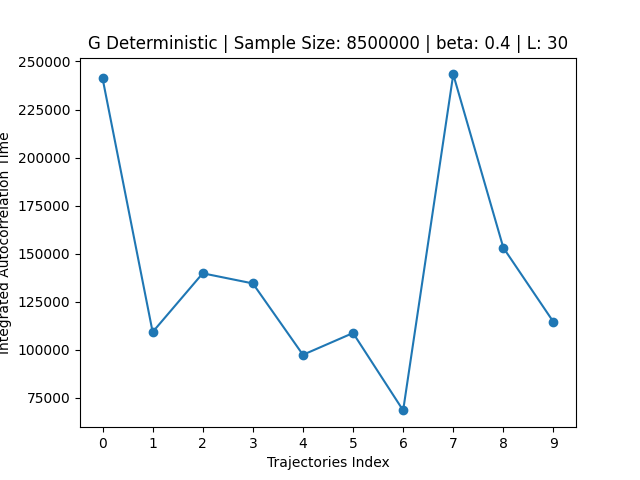 G Deterministic | Sample Size: 8500000 | beta: 0.4 | L: 30
250000
225000
200000
175000
150000
125000
100000
75000
Integrated Autocorrelation Time
0 1 2 3 4 5 6 7 8 9
Trajectories Index